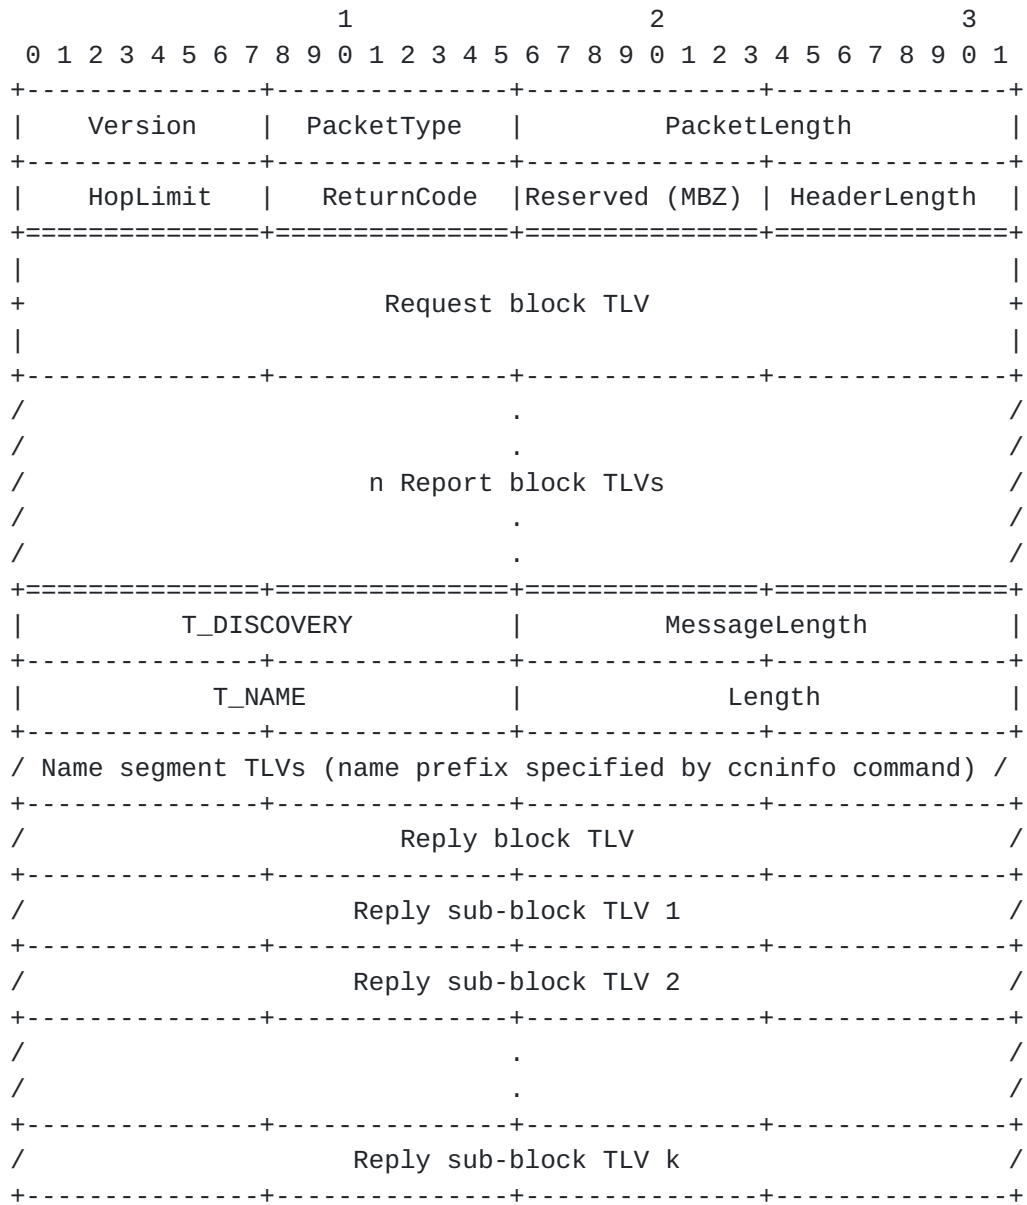 1                   2                   3
 0 1 2 3 4 5 6 7 8 9 0 1 2 3 4 5 6 7 8 9 0 1 2 3 4 5 6 7 8 9 0 1
+---------------+---------------+---------------+---------------+
|    Version    |  PacketType   |         PacketLength          |
+---------------+---------------+---------------+---------------+
|    HopLimit   |   ReturnCode  |Reserved (MBZ) | HeaderLength  |
+===============+===============+===============+===============+
|                                                               |
+                       Request block TLV                       +
|                                                               |
+---------------+---------------+---------------+---------------+
/                               .                               /
/                               .                               /
/                      n Report block TLVs                      /
/                               .                               /
/                               .                               /
+===============+===============+===============+===============+
|          T_DISCOVERY          |         MessageLength         |
+---------------+---------------+---------------+---------------+
|            T_NAME             |             Length            |
+---------------+---------------+---------------+---------------+
/ Name segment TLVs (name prefix specified by ccninfo command) /
+---------------+---------------+---------------+---------------+
/                        Reply block TLV                        /
+---------------+---------------+---------------+---------------+
/                     Reply sub-block TLV 1                     /
+---------------+---------------+---------------+---------------+
/                     Reply sub-block TLV 2                     /
+---------------+---------------+---------------+---------------+
/                               .                               /
/                               .                               /
+---------------+---------------+---------------+---------------+
/                     Reply sub-block TLV k                     /
+---------------+---------------+---------------+---------------+